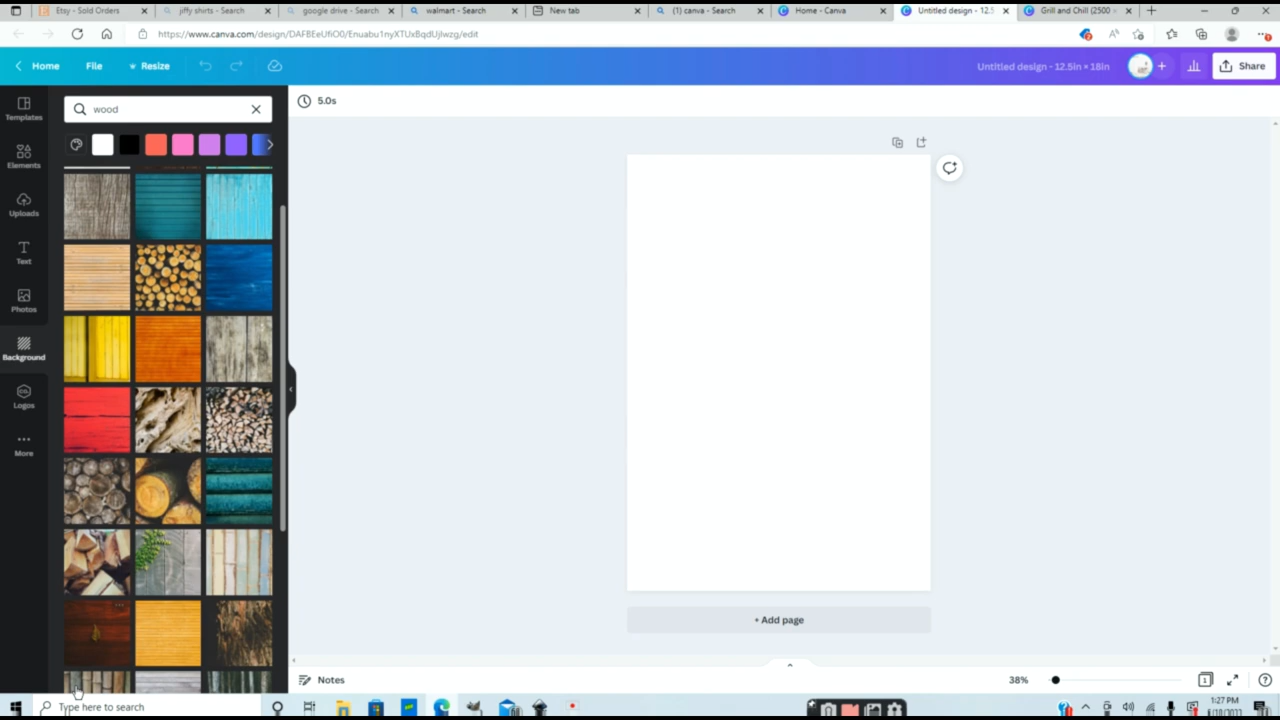 Etsy - Sold Orders
jiffy shirts - Search
google drive - Search
walmart - Search
New tab
(1) canva - Search
Home - Canva
Untitled design - 12.5
Grill and Chill (2500
https://www.canva.com/design/DAFBEeUfiO0/Enuabu1nyXTUxBqdUjIwzg/edit
Home
File
Resize
Untitled design - 12.5in × 18in
Share
Templates
Elements
Uploads
Text
Photos
Background
Logos
More
wood
5.0s
+ Add page
Notes
38%
1
Type here to search
1:27 PM